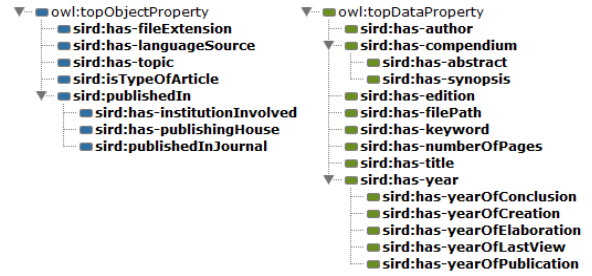 owl:topObjectProperty
sird:has-fileExtension
sird:has-languageSource
sird:has-topic
sird:isTypeOfArticle
sird:publishedIn
sird:has-institutionInvolved
sird:has-publishingHouse
sird:publishedInJournal
owl:topDataProperty
sird:has-author
sird:has-compendium
sird:has-abstract
sird:has-synopsis
sird:has-edition
sird:has-filePath
sird:has-keyword
sird:has-numberOfPages
sird:has-title
sird:has-year
sird:has-yearOfConclusion
sird:has-yearOfCreation
sird:has-yearOfElaboration
sird:has-yearOfLastView
sird:has-yearOfPublication